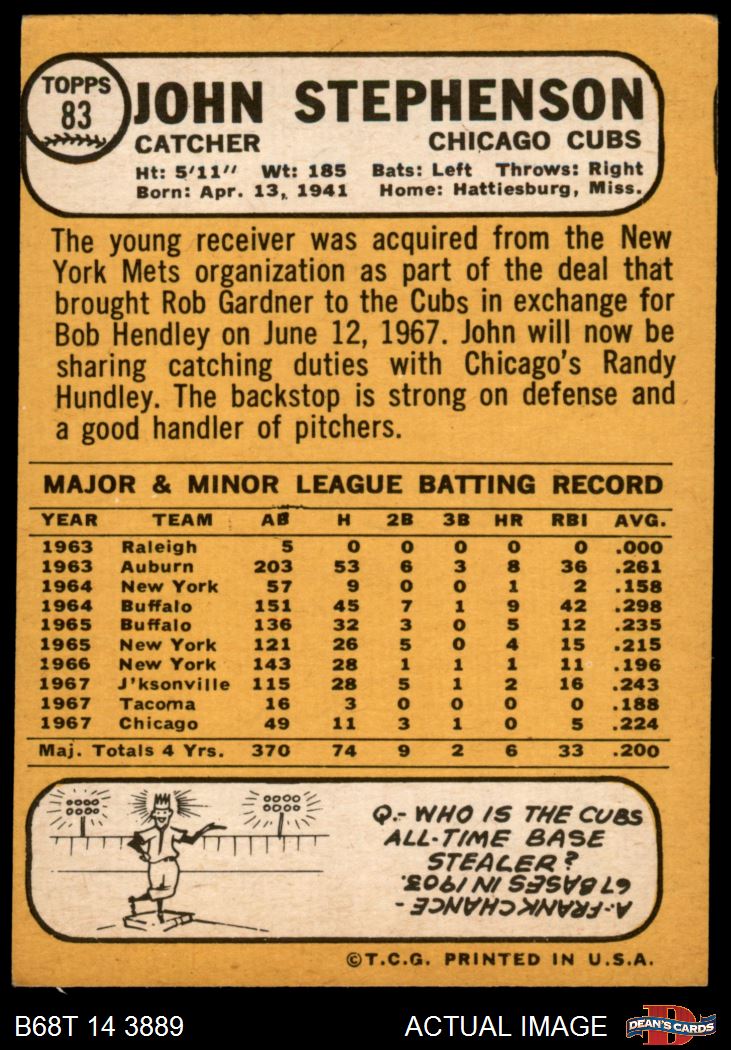 TOPPS
83
JOHN STEPHENSON
CATCHER CHICAGO CUBS
Ht: 5'11" Wt: 185 Bats: Left Throws: Right
Born: Apr. 13, 1941 Home: Hattiesburg, Miss.
The young receiver was acquired from the New
York Mets organization as part of the deal that
brought Rob Gardner to the Cubs in exchange for
Bob Hendley on June 12, 1967. John will now be
sharing catching duties with Chicago's Randy
Hundley. The backstop is strong on defense and
a good handler of pitchers.
MAJOR & MINOR LEAGUE BATTING RECORD
YEAR TEAM AB H 2B 3B HR RBI AVG.
1963 Raleigh 5 0 0 0 0 0 .000
1963 Auburn 203 53 6 3 8 36 .261
1964 New York 57 9 0 0 1 2 .158
1964 Buffalo 151 45 7 1 9 42 .298
1965 Buffalo 136 32 3 0 5 12 .235
1965 New York 121 26 5 0 4 15 .215
1966 New York 143 28 1 1 1 11 .196
1967 J'ksonville 115 28 5 1 2 16 .243
1967 Tacoma 16 3 0 0 0 0 .188
1967 Chicago 49 11 3 1 0 5 .224
Maj. Totals 4 Yrs. 370 74 9 2 6 33 .200
Q.- WHO IS THE CUBS
ALL-TIME BASE
STEALER?
A.-FRANK CHANCE -
67 BASES IN 1903.
©T.C.G. PRINTED IN U.S.A.
B68T 14 3889 ACTUAL IMAGE DEAN'S CARDS